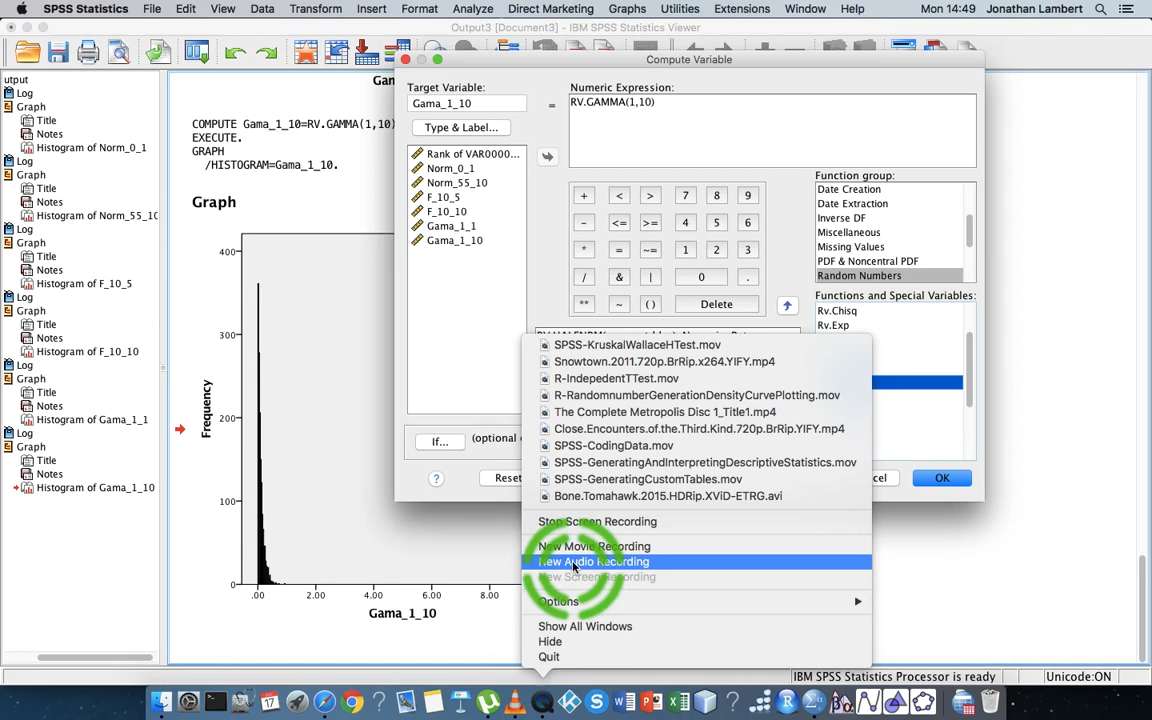 SPSS Statistics File Edit View Data Transform Insert Format Analyze Direct Marketing Graphs Utilities Extensions Window Help Mon 14:49 Jonathan Lambert
Output3 [Document3] - IBM SPSS Statistics Viewer
utput
Log
Graph
Title
Notes
Histogram of Norm_0_1
Log
Graph
Title
Notes
Histogram of Norm_55_10
Log
Graph
Title
Notes
Histogram of F_10_5
Log
Graph
Title
Notes
Histogram of F_10_10
Log
Graph
Title
Notes
Histogram of Gama_1_1
Log
Graph
Title
Notes
Histogram of Gama_1_10
Gan
COMPUTE Gama_1_10=RV.GAMMA(1,10)
EXECUTE.
GRAPH
/HISTOGRAM=Gama_1_10.
Graph
Frequency
400
300
200
100
0
.00 2.00 4.00 6.00 8.00
Gama_1_10
Compute Variable
Target Variable:
Gama_1_10
Type & Label...
=
Numeric Expression:
RV.GAMMA(1,10)
Rank of VAR0000...
Norm_0_1
Norm_55_10
F_10_5
F_10_10
Gama_1_1
Gama_1_10
+ < > 7 8 9
- <= >= 4 5 6
* = ~= 1 2 3
/ & | 0 .
** ~ ( ) Delete
Function group:
Date Creation
Date Extraction
Inverse DF
Miscellaneous
Missing Values
PDF & Noncentral PDF
Random Numbers
Functions and Special Variables:
Rv.Chisq
Rv.Exp
If... (optional
? Reset
cel OK
SPSS-KruskalWallaceHTest.mov
Snowtown.2011.720p.BrRip.x264.YIFY.mp4
R-IndepedentTTest.mov
R-RandomnumberGenerationDensityCurvePlotting.mov
The Complete Metropolis Disc 1_Title1.mp4
Close.Encounters.of.the.Third.Kind.720p.BrRip.YIFY.mp4
SPSS-CodingData.mov
SPSS-GeneratingAndInterpretingDescriptiveStatistics.mov
SPSS-GeneratingCustomTables.mov
Bone.Tomahawk.2015.HDRip.XViD-ETRG.avi
Stop Screen Recording
New Movie Recording
New Audio Recording
New Screen Recording
Options
Show All Windows
Hide
Quit
IBM SPSS Statistics Processor is ready Unicode:ON